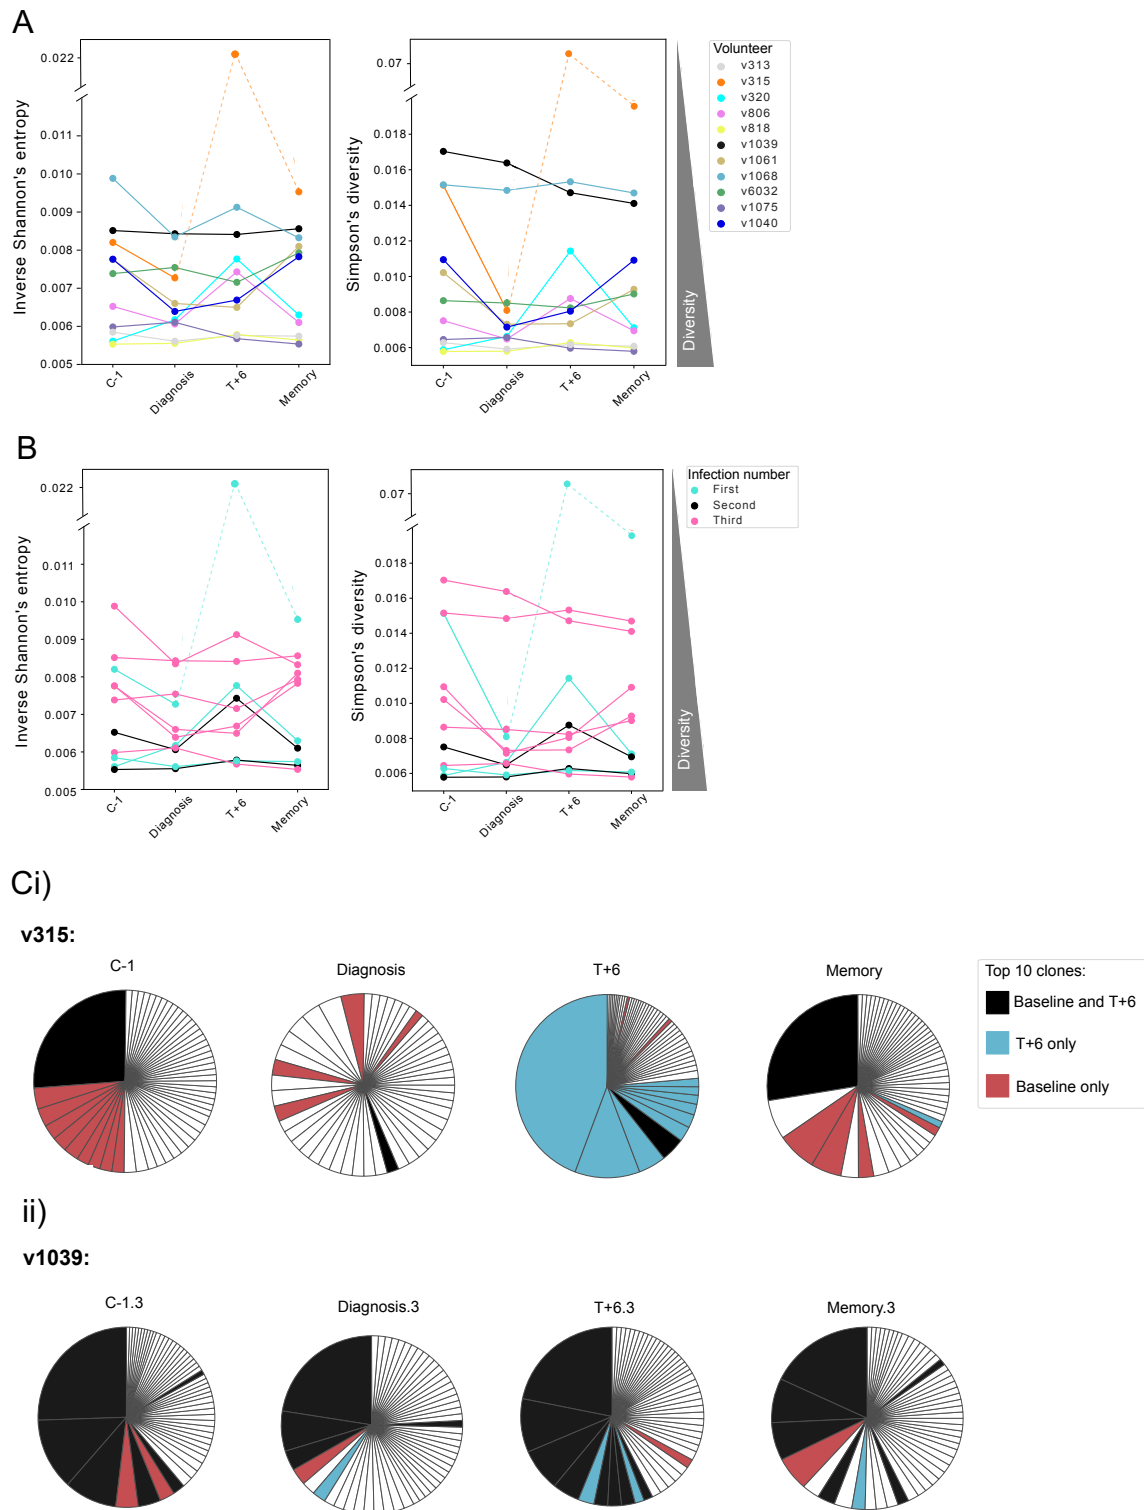 A
Inverse Shannon's entropy
0.022
0.011
0.010
0.009
0.008
0.007
0.006
0.005
C-1
Diagnosis
T+6
Memory
Simpson's diversity
0.07
0.018
0.016
0.014
0.010
0.008
0.006
C-1
Diagnosis
T+6
Memory
Diversity
Volunteer
v313
v315
v320
v806
v818
v1039
v1061
v1068
v6032
v1075
v1040
B
Inverse Shannon's entropy
0.022
0.011
0.010
0.009
0.008
0.007
0.006
0.005
C-1
Diagnosis
T+6
Memory
Simpson's diversity
0.07
0.018
0.016
0.014
0.010
0.008
0.006
C-1
Diagnosis
T+6
Memory
Diversity
Infection number
First
Second
Third
Ci)
v315:
C-1
Diagnosis
T+6
Memory
Top 10 clones:
Baseline and T+6
T+6 only
Baseline only
ii)
v1039:
C-1.3
Diagnosis.3
T+6.3
Memory.3